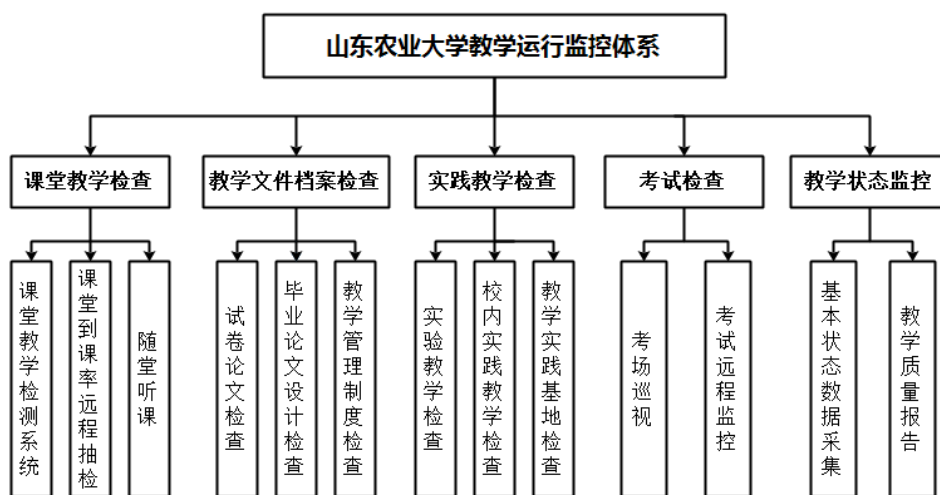 山东农业大学教学运行监控体系
课堂教学检查
教学文件档案检查
实践教学检查
考试检查
教学状态监控
课堂教学检测系统
课堂到课率远程抽检
随堂听课
试卷论文检查
毕业论文设计检查
教学管理制度检查
实验教学检查
校内实践教学检查
教学实践基地检查
考场巡视
考试远程监控
基本状态数据采集
教学质量报告